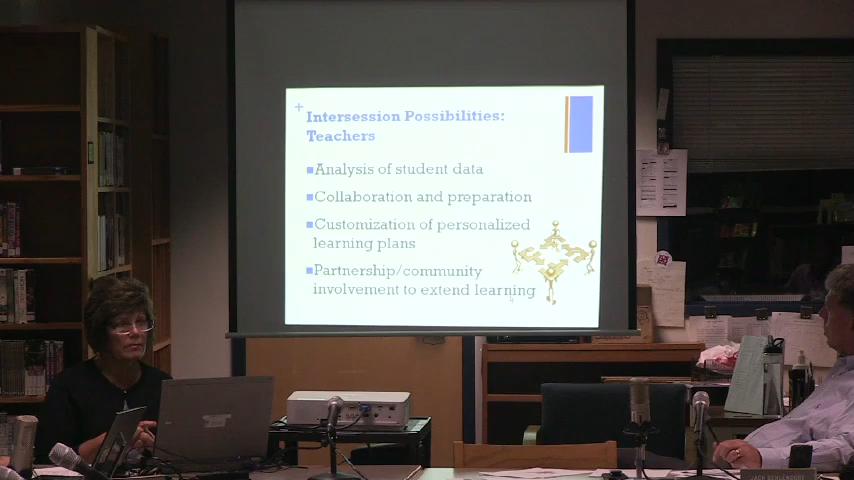 +
Intersession Possibilities:
Teachers
Analysis of student data
Collaboration and preparation
Customization of personalized
learning plans
Partnership/community
involvement to extend learning